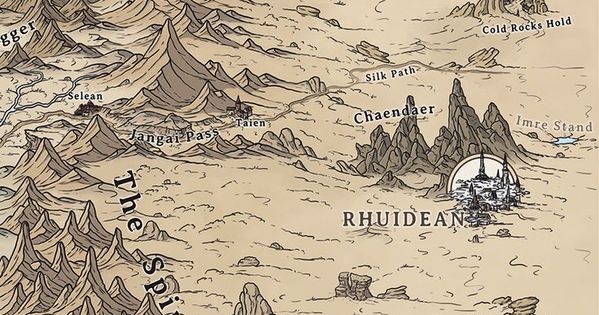 gger
Cold Rocks Hold
Silk Path
Selean
Chaendaer
Taien
Imre Stand
Jangai Pass
The Spi
RHUIDEAN